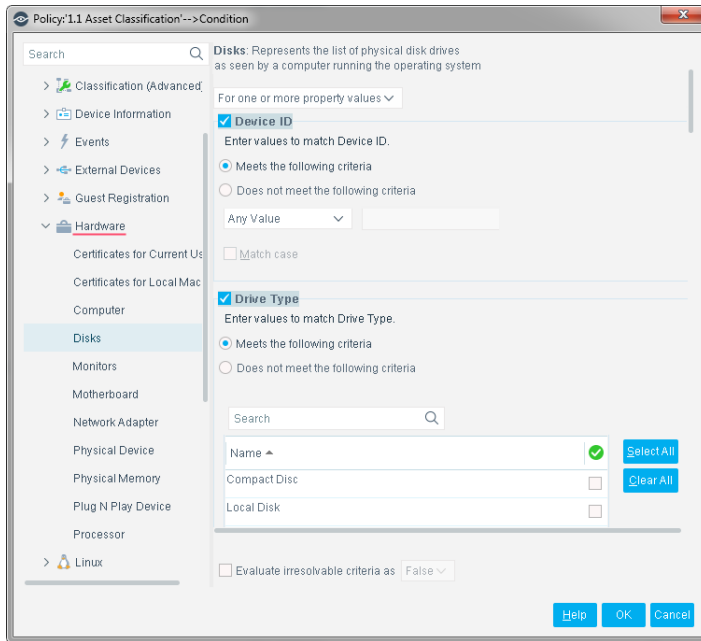 Policy:'1.1 Asset Classification'-->Condition
Search
Classification (Advanced)
Device Information
Events
External Devices
Guest Registration
Hardware
Certificates for Current Us
Certificates for Local Mac
Computer
Disks
Monitors
Motherboard
Network Adapter
Physical Device
Physical Memory
Plug N Play Device
Processor
Linux
Disks: Represents the list of physical disk drives
as seen by a computer running the operating system
For one or more property values
Device ID
Enter values to match Device ID.
Meets the following criteria
Does not meet the following criteria
Any Value
Match case
Drive Type
Enter values to match Drive Type.
Meets the following criteria
Does not meet the following criteria
Search
Name
Select All
Compact Disc
Clear All
Local Disk
Evaluate irresolvable criteria as False
Help OK Cancel